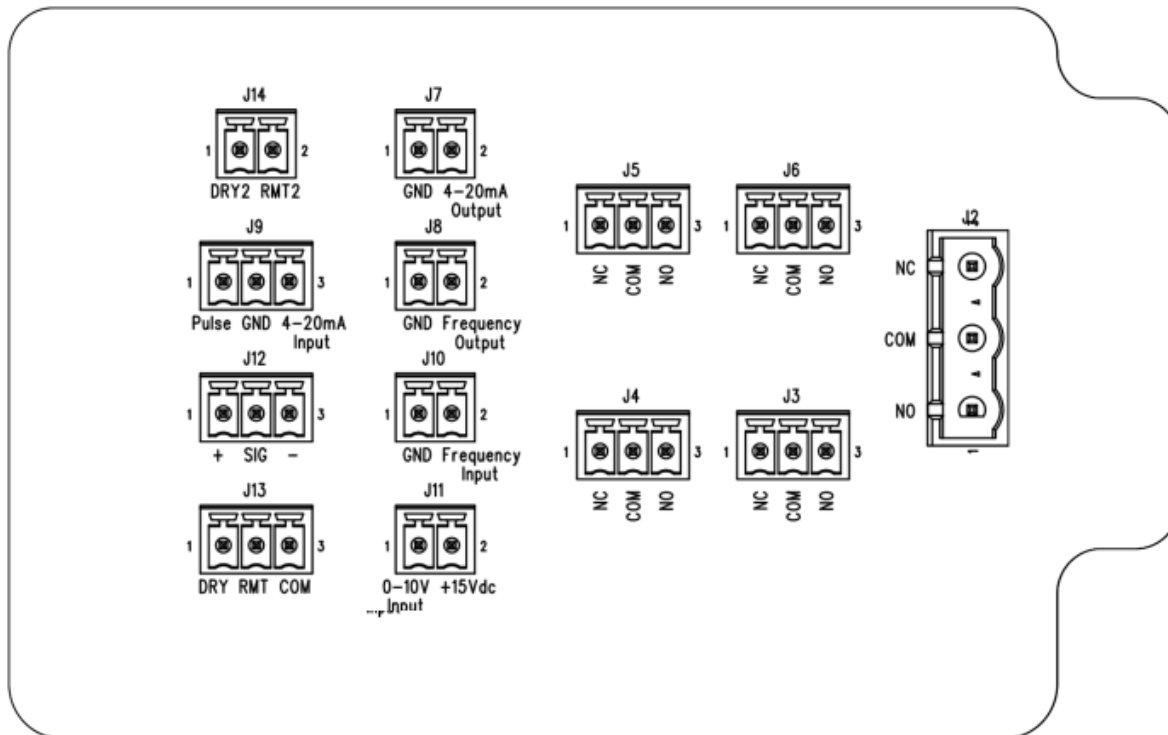 J14
1 2
DRY2 RMT2
J7
1 2
GND 4-20mA
Output
J9
1 3
Pulse GND 4-20mA
Input
J8
1 2
GND Frequency
Output
J12
1 3
+ SIG -
J10
1 2
GND Frequency
Input
J13
1 3
DRY RMT COM
J11
1 2
0-10V +15Vdc
Input
J5
1 3
NC COM NO
J6
1 3
NC COM NO
J4
1 3
NC COM NO
J3
1 3
NC COM NO
J2
NC
COM
NO
1